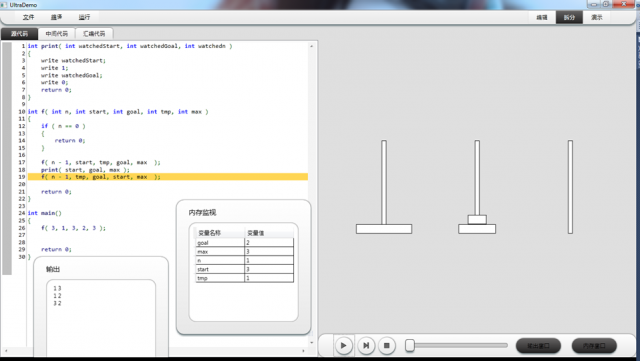 UltraDemo
文件 编译 运行 编辑 拆分 演示
源代码 中间代码 汇编代码
1 int print( int watchedStart, int watchedGoal, int watchedn )
2 {
3 write watchedStart;
4 write 1;
5 write watchedGoal;
6 write 0;
7 return 0;
8 }
9
10 int f( int n, int start, int goal, int tmp, int max )
11 {
12 if ( n == 0 )
13 {
14 return 0;
15 }
16
17 f( n - 1, start, tmp, goal, max );
18 print( start, goal, max );
19 f( n - 1, tmp, goal, start, max );
20
21 return 0;
22 }
23
24 int main()
25 {
26 f( 3, 1, 3, 2, 3 );
27
28
29 return 0;
30 }
输出
1 3
1 2
3 2
内存监视
变量名称 变量值
goal 2
max 3
n 1
start 3
tmp 1
输出窗口 内存窗口